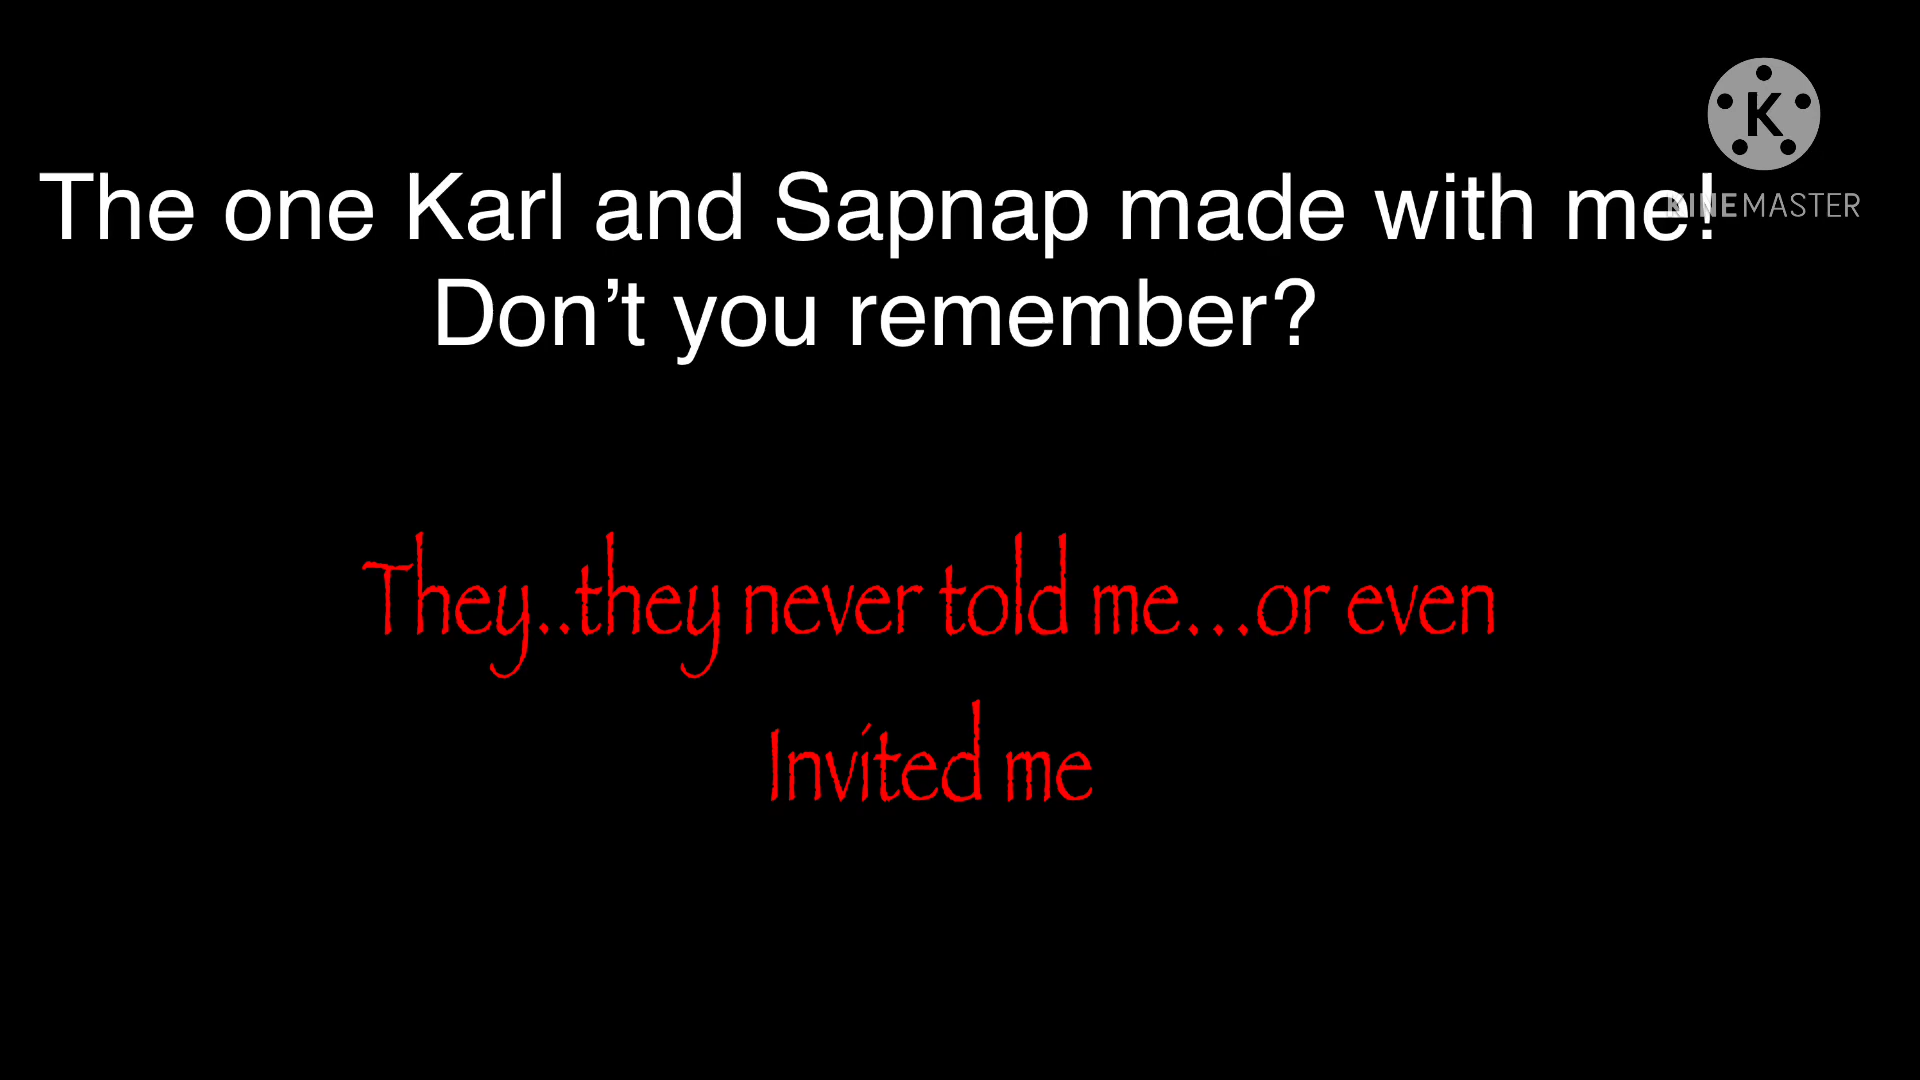 K
KINEMASTER
The one Karl and Sapnap made with me!
Don’t you remember?
They..they never told me...or even
Invited me